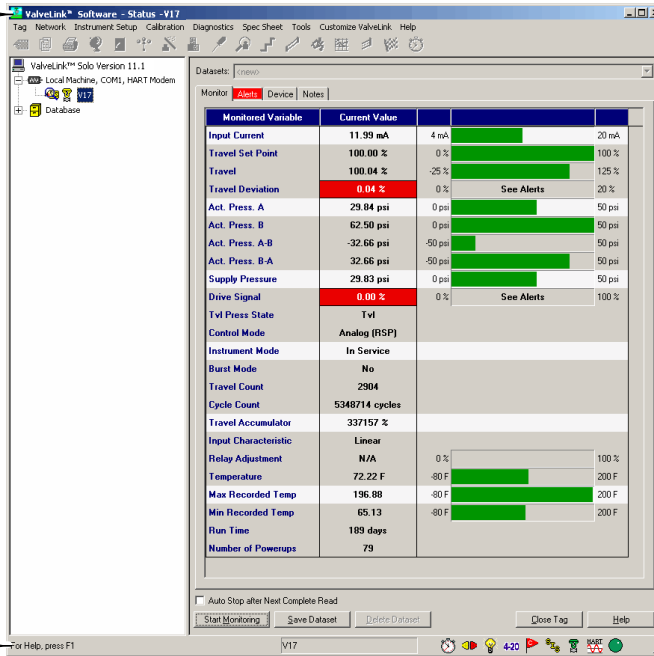 ValveLink® Software - Status -V17
Tag Network Instrument Setup Calibration Diagnostics Spec Sheet Tools Customize ValveLink Help
ValveLink™ Solo Version 11.1
Local Machine, COM1, HART Modem
V17
Database
Datasets: <new>
Monitor Alerts Device Notes
Monitored Variable Current Value
Input Current 11.99 mA 4 mA 20 mA
Travel Set Point 100.00 % 0 % 100 %
Travel 100.04 % -25 % 125 %
Travel Deviation 0.04 % 0 % See Alerts 20 %
Act. Press. A 29.84 psi 0 psi 50 psi
Act. Press. B 62.50 psi 0 psi 50 psi
Act. Press. A-B -32.66 psi -50 psi 50 psi
Act. Press. B-A 32.66 psi -50 psi 50 psi
Supply Pressure 29.83 psi 0 psi 50 psi
Drive Signal 0.00 % 0 % See Alerts 100 %
Tvl Press State Tvl
Control Mode Analog (RSP)
Instrument Mode In Service
Burst Mode No
Travel Count 2904
Cycle Count 5348714 cycles
Travel Accumulator 337157 %
Input Characteristic Linear
Relay Adjustment N/A 0 % 100 %
Temperature 72.22 F -80 F 200 F
Max Recorded Temp 196.88 -80 F 200 F
Min Recorded Temp 65.13 -80 F 200 F
Run Time 189 days
Number of Powerups 79
Auto Stop after Next Complete Read
Start Monitoring Save Dataset Delete Dataset Close Tag Help
For Help, press F1 V17 4-20 HART